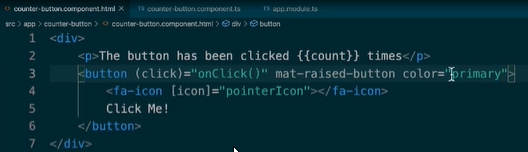 counter-button.component.html × counter-button.component.ts app.module.ts
src > app > counter-button > counter-button.component.html > div > button
1 <div>
2 <p>The button has been clicked {{count}} times</p>
3 <button (click)="onClick()" mat-raised-button color="primary">
4 <fa-icon [icon]="pointerIcon"></fa-icon>
5 Click Me!
6 </button>
7 </div>